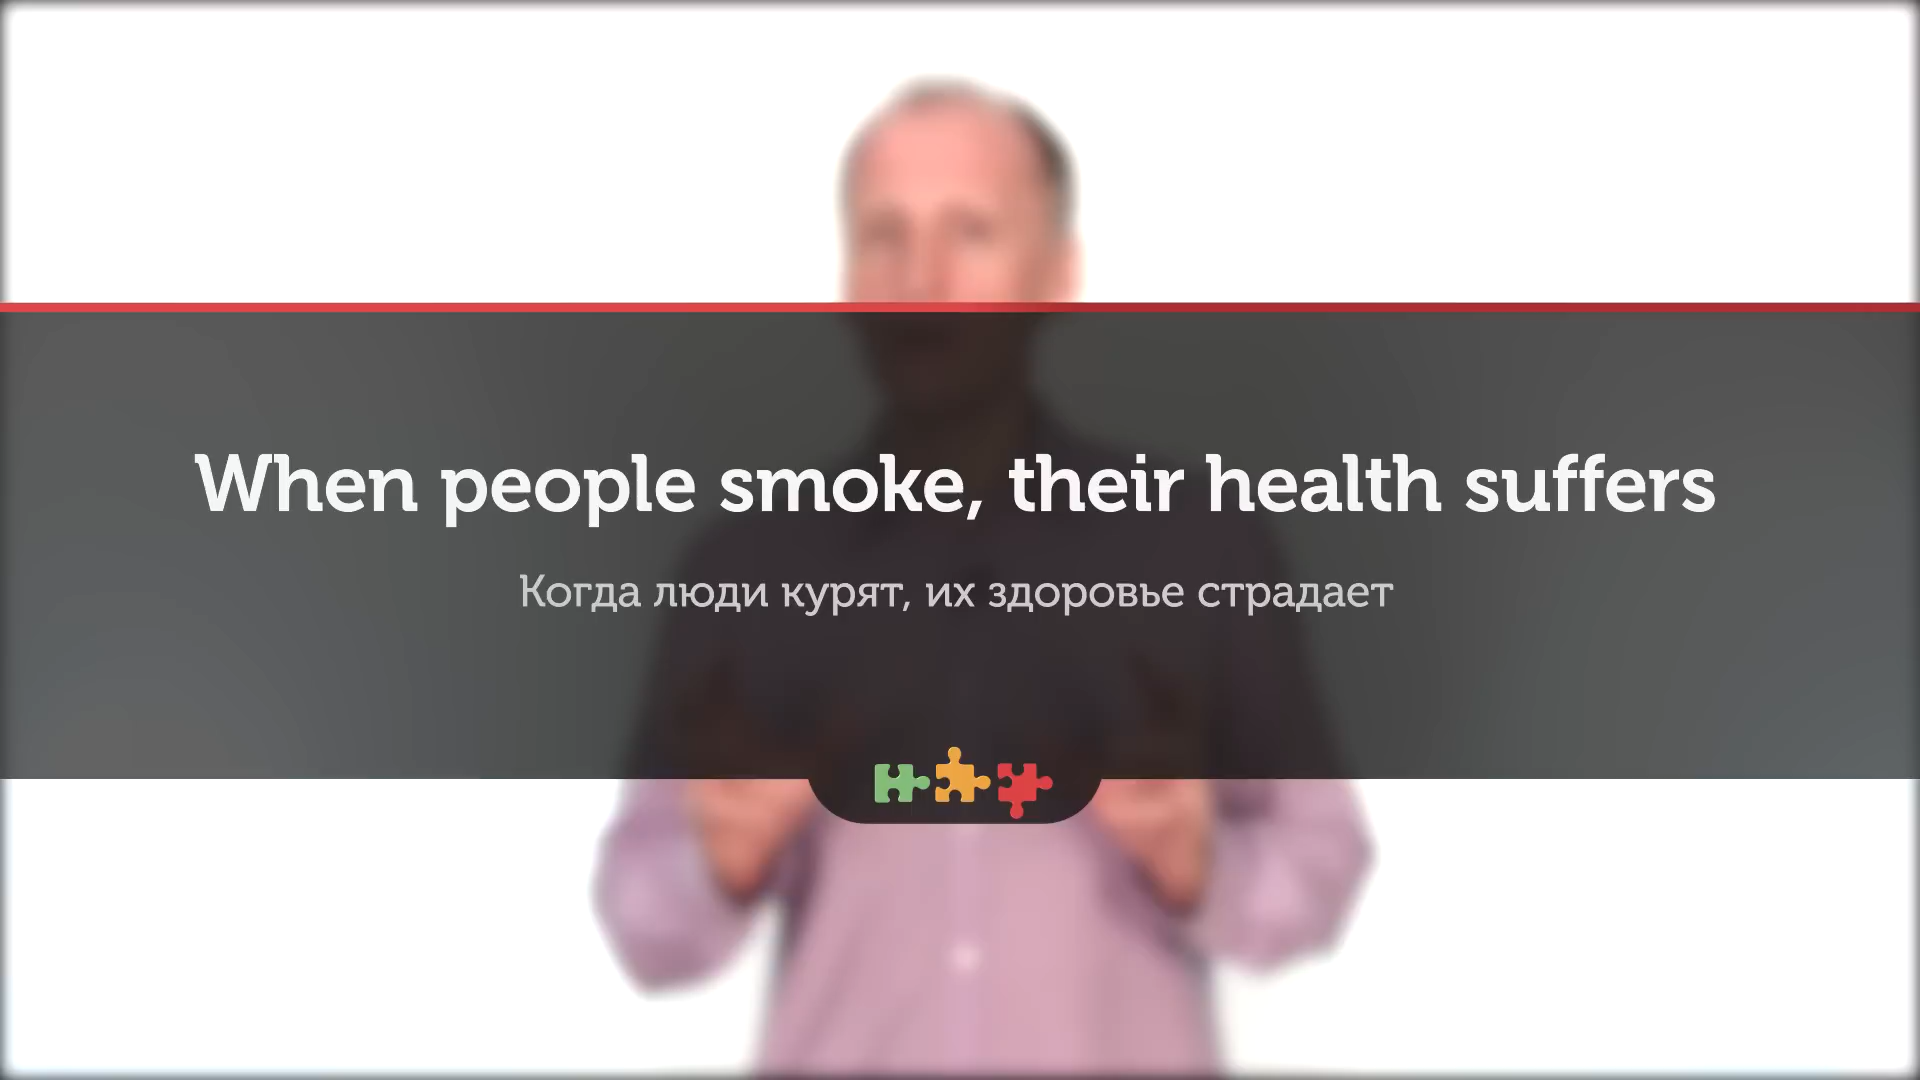 When people smoke, their health suffers
Когда люди курят, их здоровье страдает